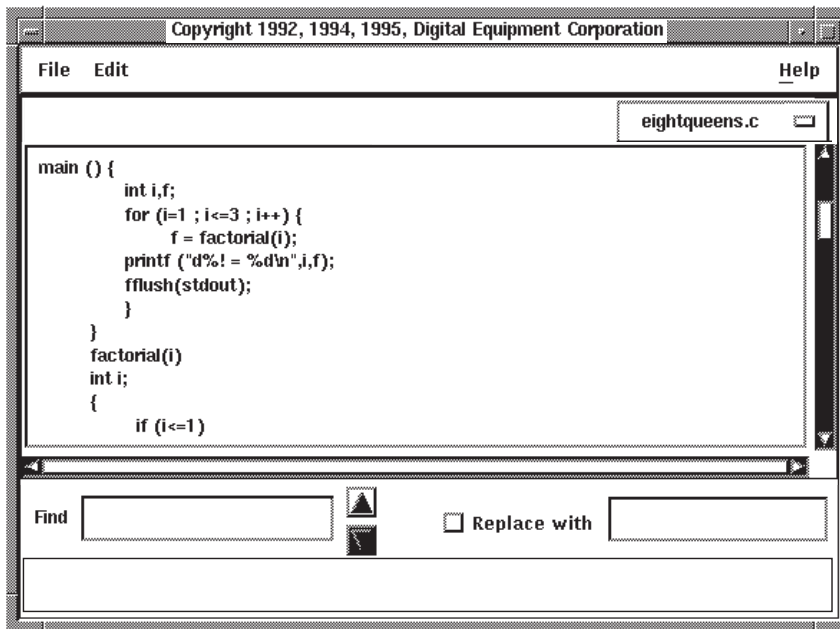 Copyright 1992, 1994, 1995, Digital Equipment Corporation
File Edit Help
eightqueens.c
main () {
int i,f;
for (i=1 ; i<=3 ; i++) {
f = factorial(i);
printf ("d%! = %d\n",i,f);
fflush(stdout);
}
}
factorial(i)
int i;
{
if (i<=1)
Find Replace with